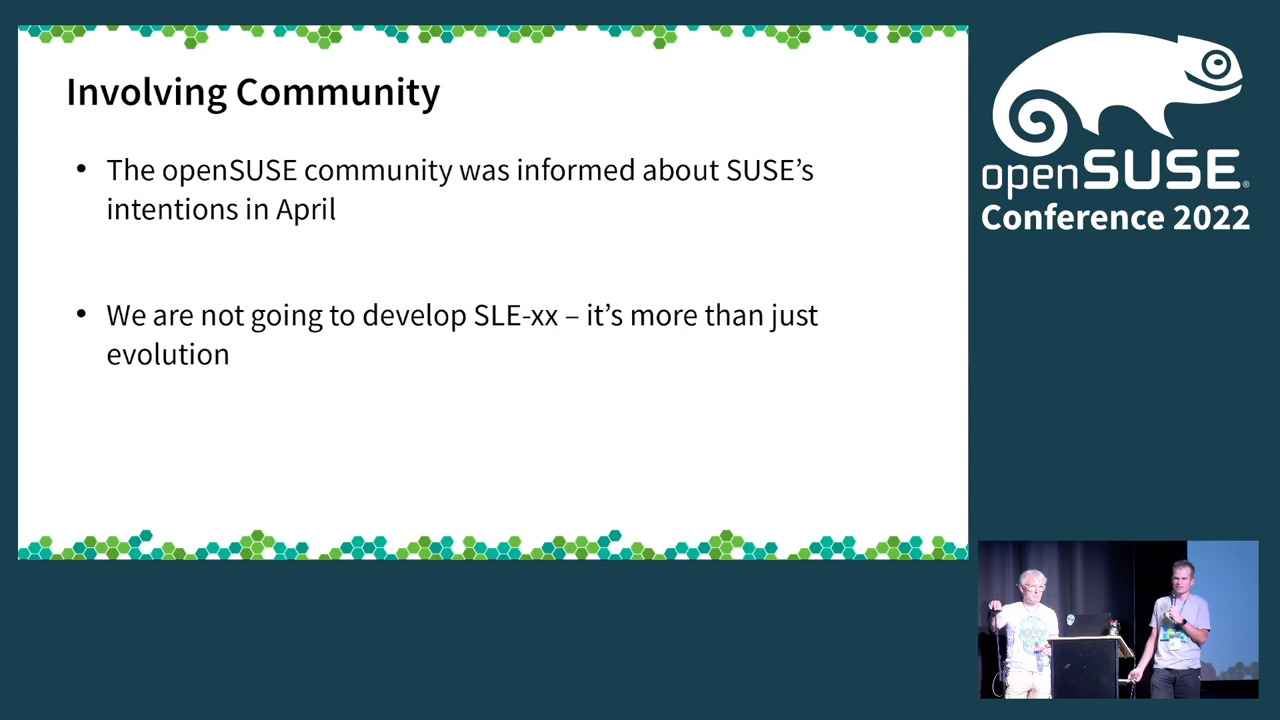 Involving Community
• The openSUSE community was informed about SUSE’s
intentions in April
• We are not going to develop SLE-xx – it’s more than just
evolution
openSUSE®
Conference 2022